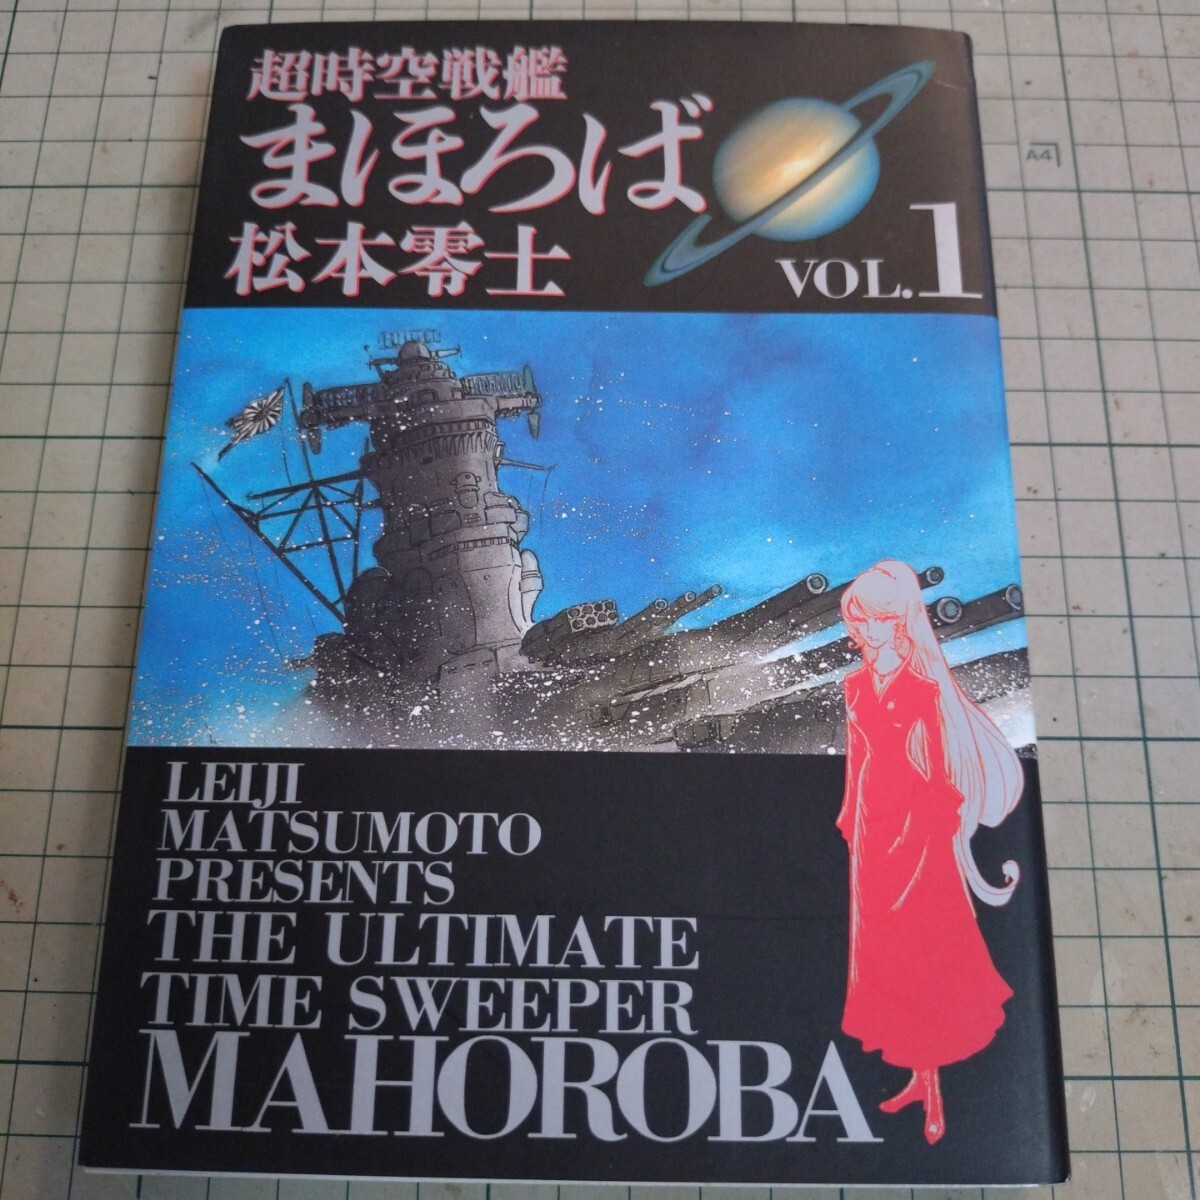 超時空戦艦
まほろば
松本零士
VOL.1
A4
LEIJI
MATSUMOTO
PRESENTS
THE ULTIMATE
TIME SWEEPER
MAHOROBA